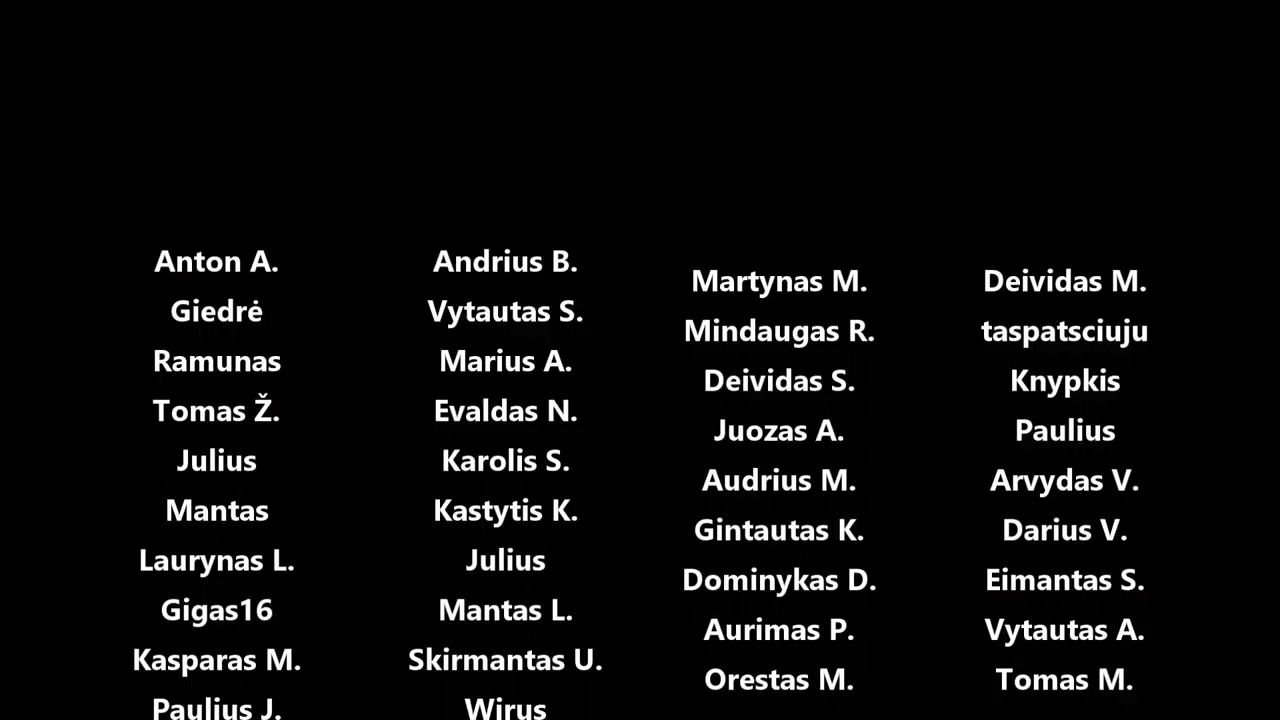 Anton A.
Giedrė
Ramunas
Tomas Ž.
Julius
Mantas
Laurynas L.
Gigas16
Kasparas M.
Paulius J.
Andrius B.
Vytautas S.
Marius A.
Evaldas N.
Karolis S.
Kastytis K.
Julius
Mantas L.
Skirmantas U.
Wirus
Martynas M.
Mindaugas R.
Deividas S.
Juozas A.
Audrius M.
Gintautas K.
Dominykas D.
Aurimas P.
Orestas M.
Deividas M.
taspatsciuju
Knypkis
Paulius
Arvydas V.
Darius V.
Eimantas S.
Vytautas A.
Tomas M.